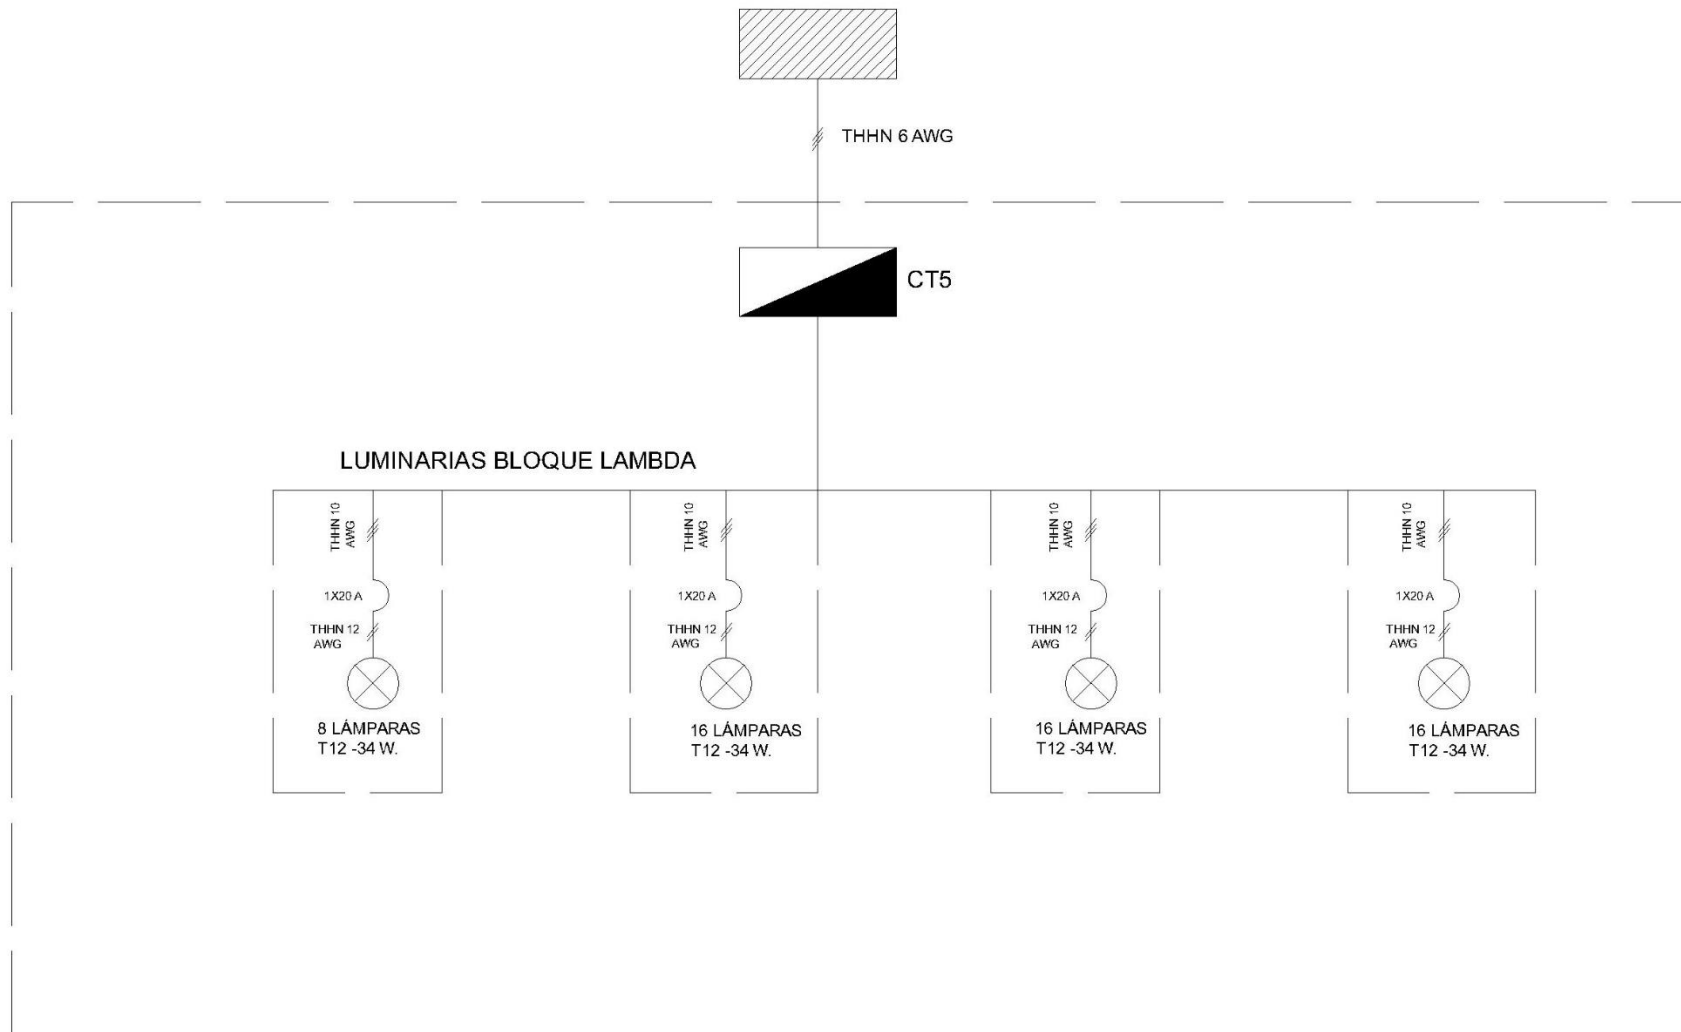 THHN 6 AWG
CT5
LUMINARIAS BLOQUE LAMBDA
THHN 10
AWG
1X20 A
THHN 12
AWG
8 LÁMPARAS
T12 -34 W.
THHN 10
AWG
1X20 A
THHN 12
AWG
16 LÁMPARAS
T12 -34 W.
THHN 10
AWG
1X20 A
THHN 12
AWG
16 LÁMPARAS
T12 -34 W.
THHN 10
AWG
1X20 A
THHN 12
AWG
16 LÁMPARAS
T12 -34 W.